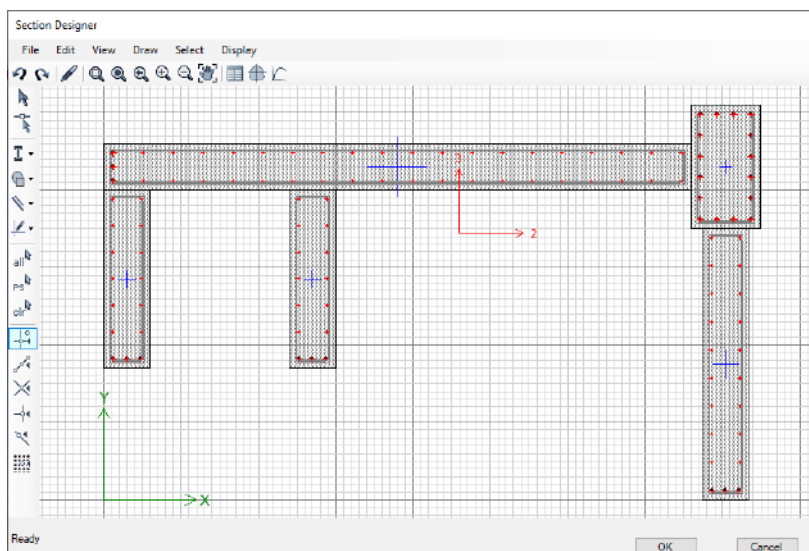 Section Designer
File Edit View Draw Select Display
3
2
all
ps
clr
Y
X
Ready
OK Cancel